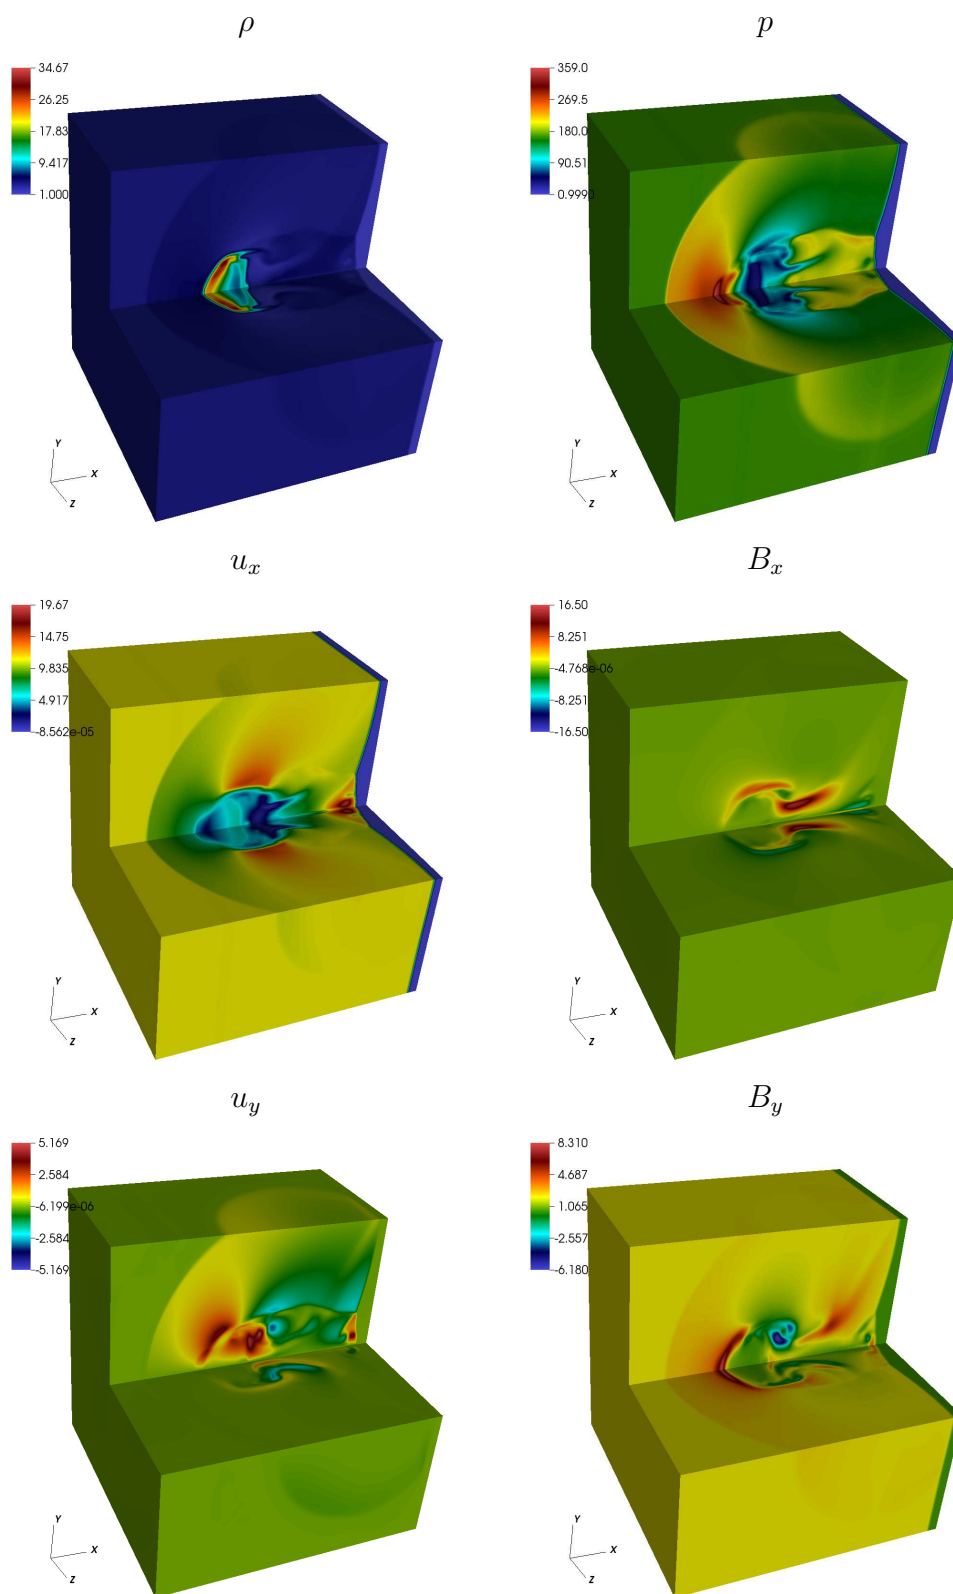 ρ
p
34.67
26.25
17.83
9.417
1.000
Y
X
Z
359.0
269.5
180.0
90.51
0.9990
Y
X
Z
u_x
B_x
19.67
14.75
9.835
4.917
-8.562e-05
Y
X
Z
16.50
8.251
-4.768e-06
-8.251
-16.50
Y
X
Z
u_y
B_y
5.169
2.584
-6.199e-06
-2.584
-5.169
Y
X
Z
8.310
4.687
1.065
-2.557
-6.180
Y
X
Z